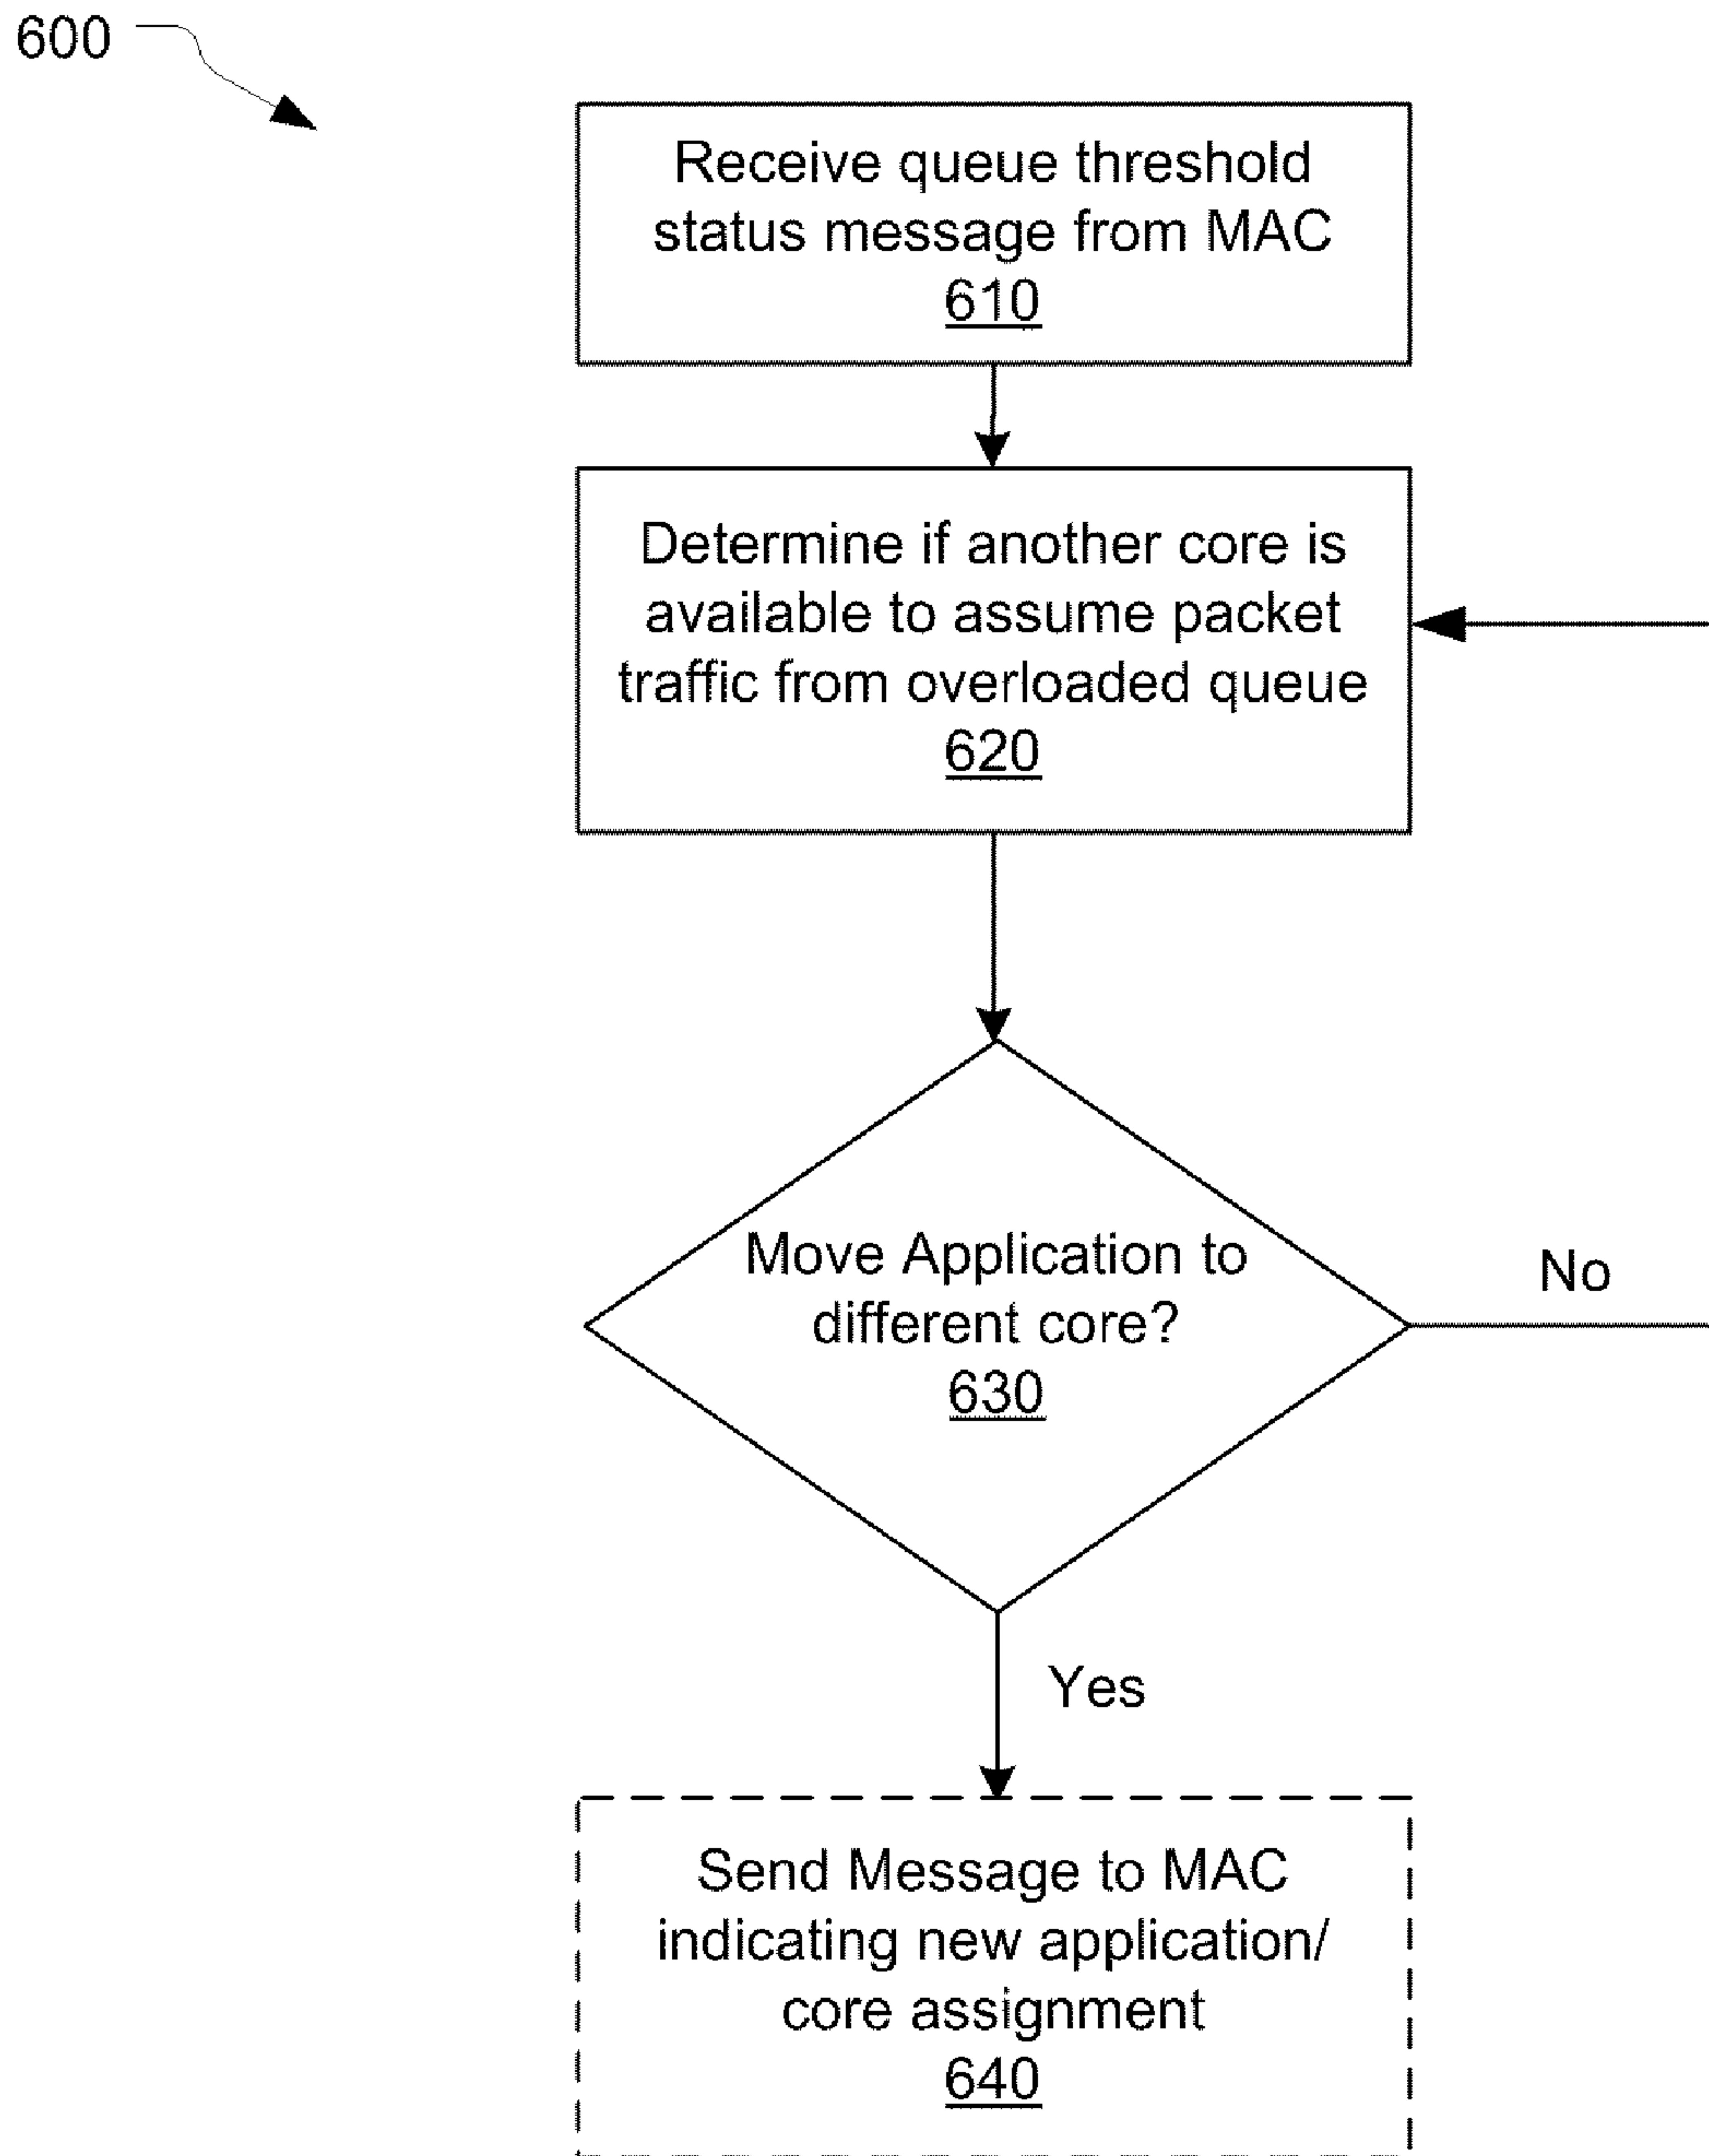 600
Receive queue threshold
status message from MAC
610
Determine if another core is
available to assume packet
traffic from overloaded queue
620
Move Application to
different core?
630
No
Yes
Send Message to MAC
indicating new application/
core assignment
640